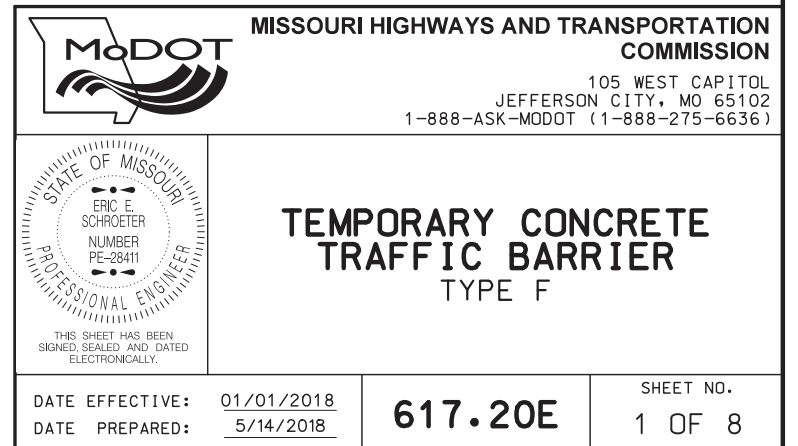 MoDOT
MISSOURI HIGHWAYS AND TRANSPORTATION
COMMISSION
105 WEST CAPITOL
JEFFERSON CITY, MO 65102
1-888-ASK-MODOT (1-888-275-6636)
STATE OF MISSOURI
ERIC E.
SCHROETER
NUMBER
PE-28411
PROFESSIONAL ENGINEER
THIS SHEET HAS BEEN
SIGNED, SEALED AND DATED
ELECTRONICALLY.
TEMPORARY CONCRETE
TRAFFIC BARRIER
TYPE F
DATE EFFECTIVE: 01/01/2018
DATE PREPARED: 5/14/2018
617.20E
SHEET NO.
1 OF 8